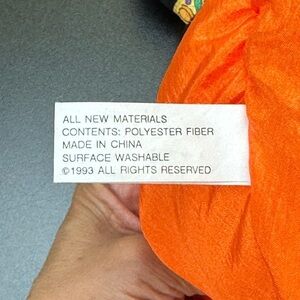 ALL NEW MATERIALS
CONTENTS: POLYESTER FIBER
MADE IN CHINA
SURFACE WASHABLE
©1993 ALL RIGHTS RESERVED